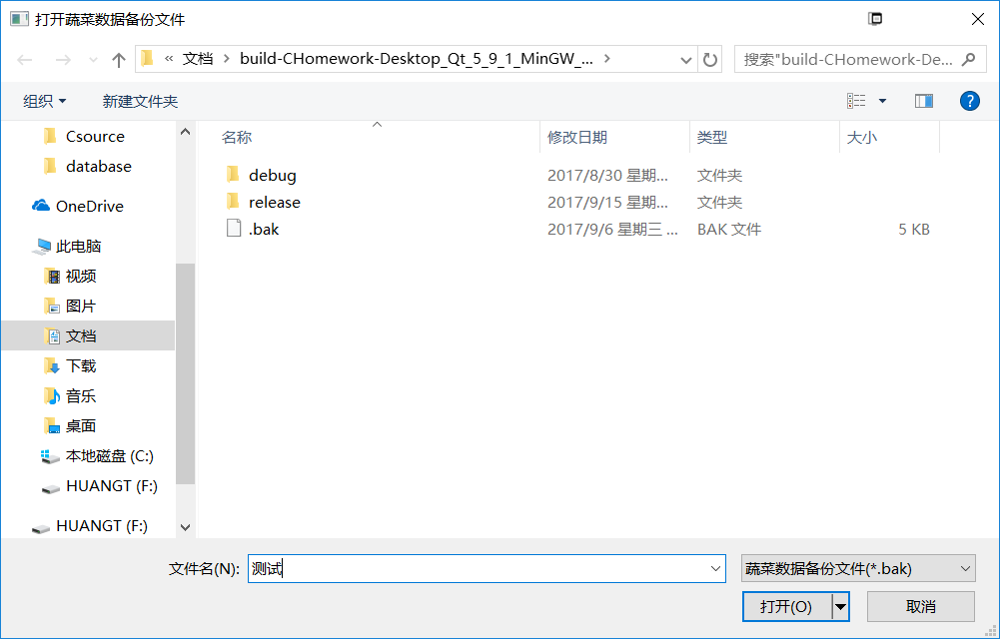 打开蔬菜数据备份文件
« 文档 > build-CHomework-Desktop_Qt_5_9_1_MinGW_... >
搜索"build-CHomework-De...
组织
新建文件夹
?
Csource
database
OneDrive
此电脑
视频
图片
文档
下载
音乐
桌面
本地磁盘 (C:)
HUANGT (F:)
HUANGT (F:)
名称 修改日期 类型 大小
debug 2017/8/30 星期... 文件夹
release 2017/9/15 星期... 文件夹
.bak 2017/9/6 星期三 ... BAK 文件 5 KB
文件名(N): 测试 蔬菜数据备份文件(*.bak)
打开(O) 取消